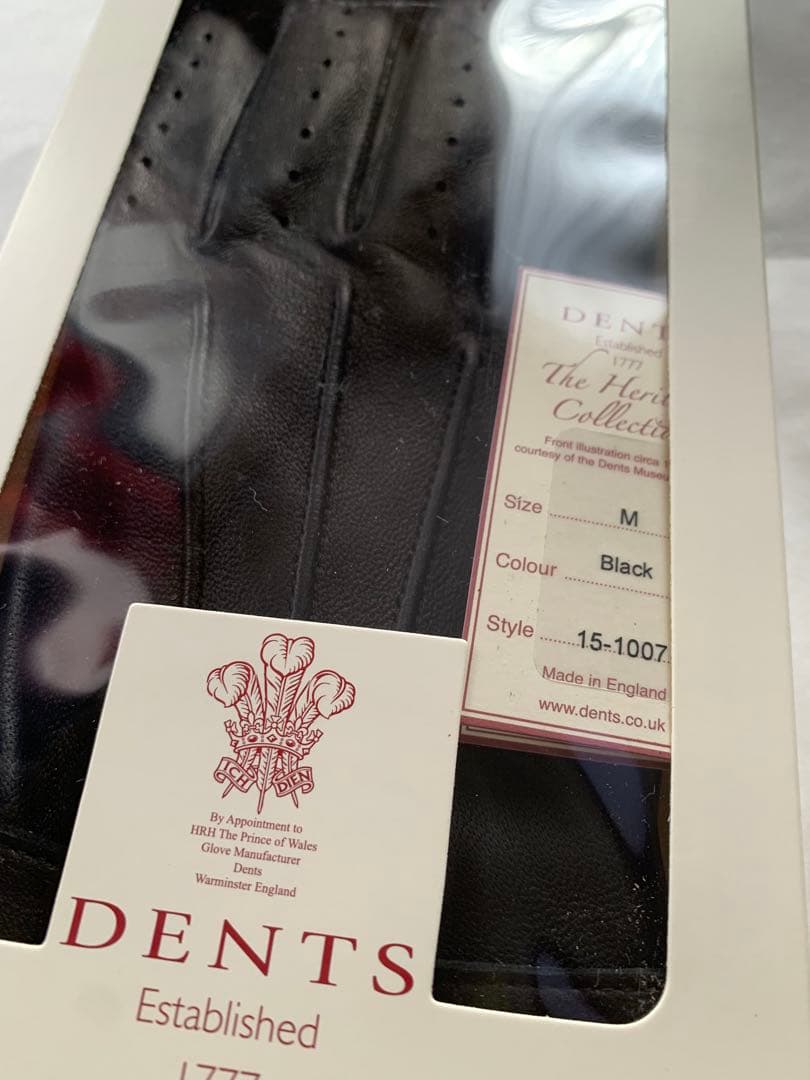 DENT
Established
1777
The Herit
Collecti
Front illustration circa 1
courtesy of the Dents Museu
Size M
Colour Black
Style 15-1007
Made in England
www.dents.co.uk
ICH DIEN
By Appointment to
HRH The Prince of Wales
Glove Manufacturer
Dents
Warminster England
DENTS
Established
1777